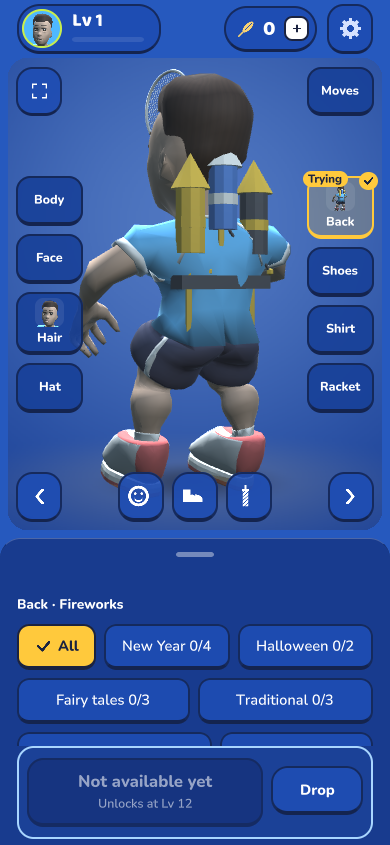 Lv 1
0
+
Moves
Trying
Back
Body
Face
Shoes
Hair
Shirt
Hat
Racket
Back · Fireworks
All
New Year 0/4
Halloween 0/2
Fairy tales 0/3
Traditional 0/3
Not available yet
Unlocks at Lv 12
Drop